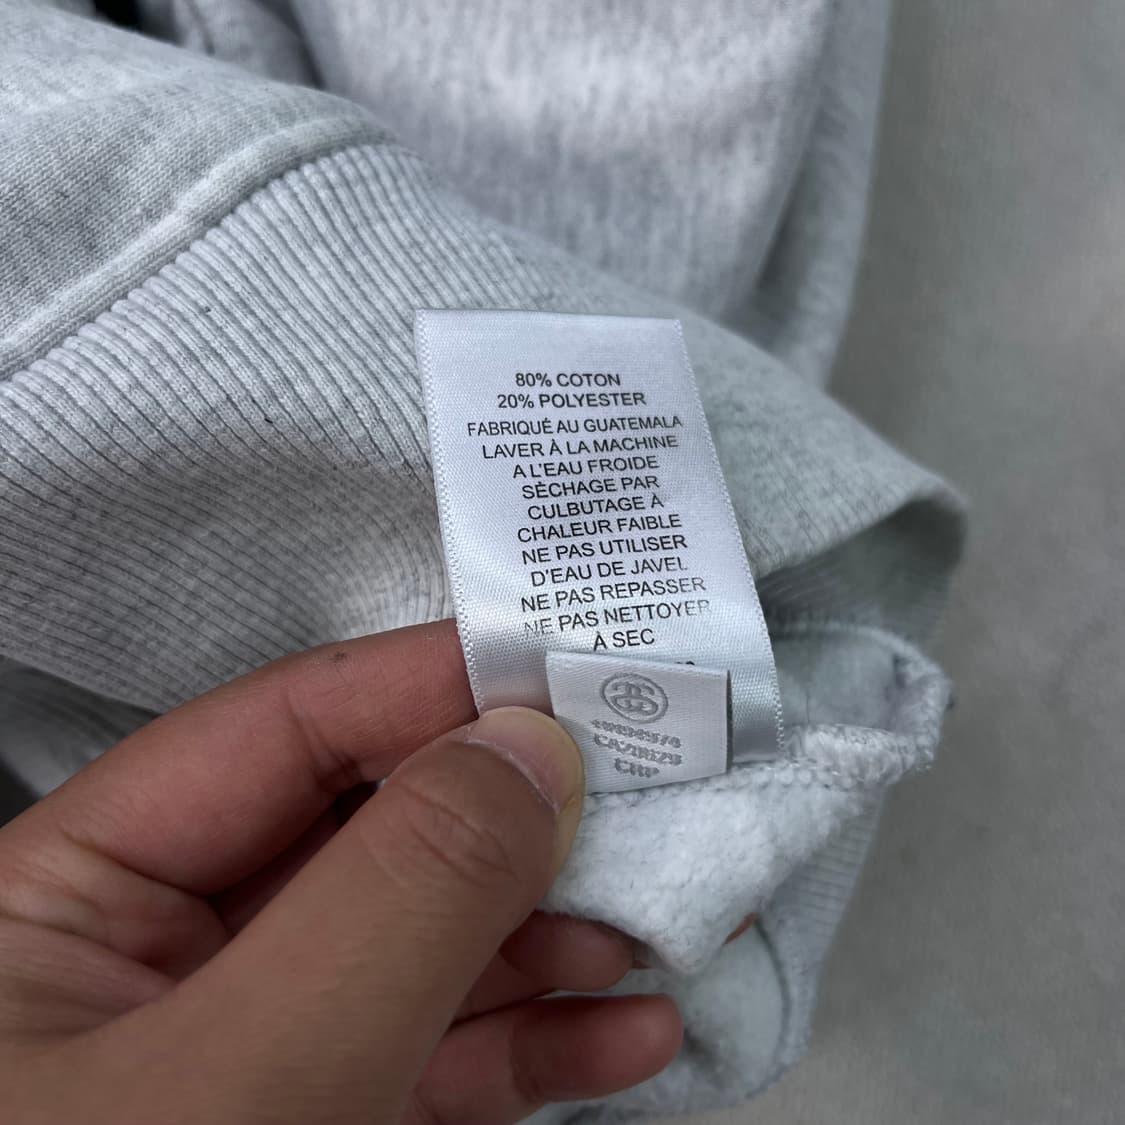 80% COTON
20% POLYESTER
FABRIQUÉ AU GUATEMALA
LAVER À LA MACHINE
A L'EAU FROIDE
SÈCHAGE PAR
CULBUTAGE À
CHALEUR FAIBLE
NE PAS UTILISER
D'EAU DE JAVEL
NE PAS REPASSER
NE PAS NETTOYER
À SEC
CRP